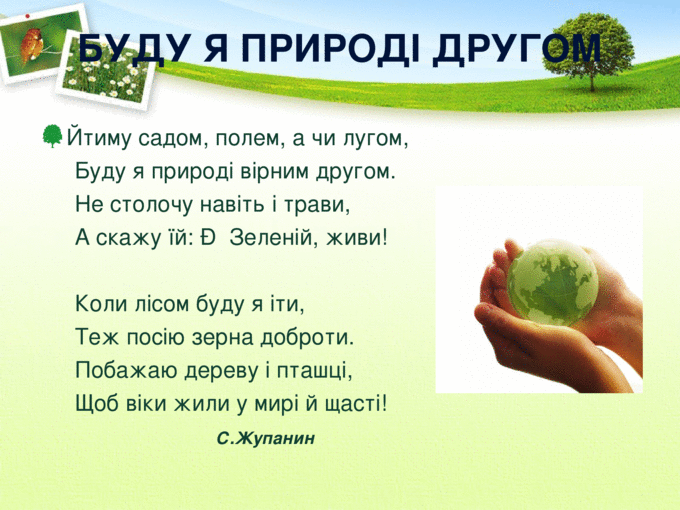 БУДУ Я ПРИРОДІ ДРУГОМ
Йтиму садом, полем, а чи лугом,
Буду я природі вірним другом.
Не столочу навіть і трави,
А скажу їй: Ð Зеленій, живи!
Коли лісом буду я іти,
Теж посію зерна доброти.
Побажаю дереву і пташці,
Щоб віки жили у мирі й щасті!
С.Жупанин